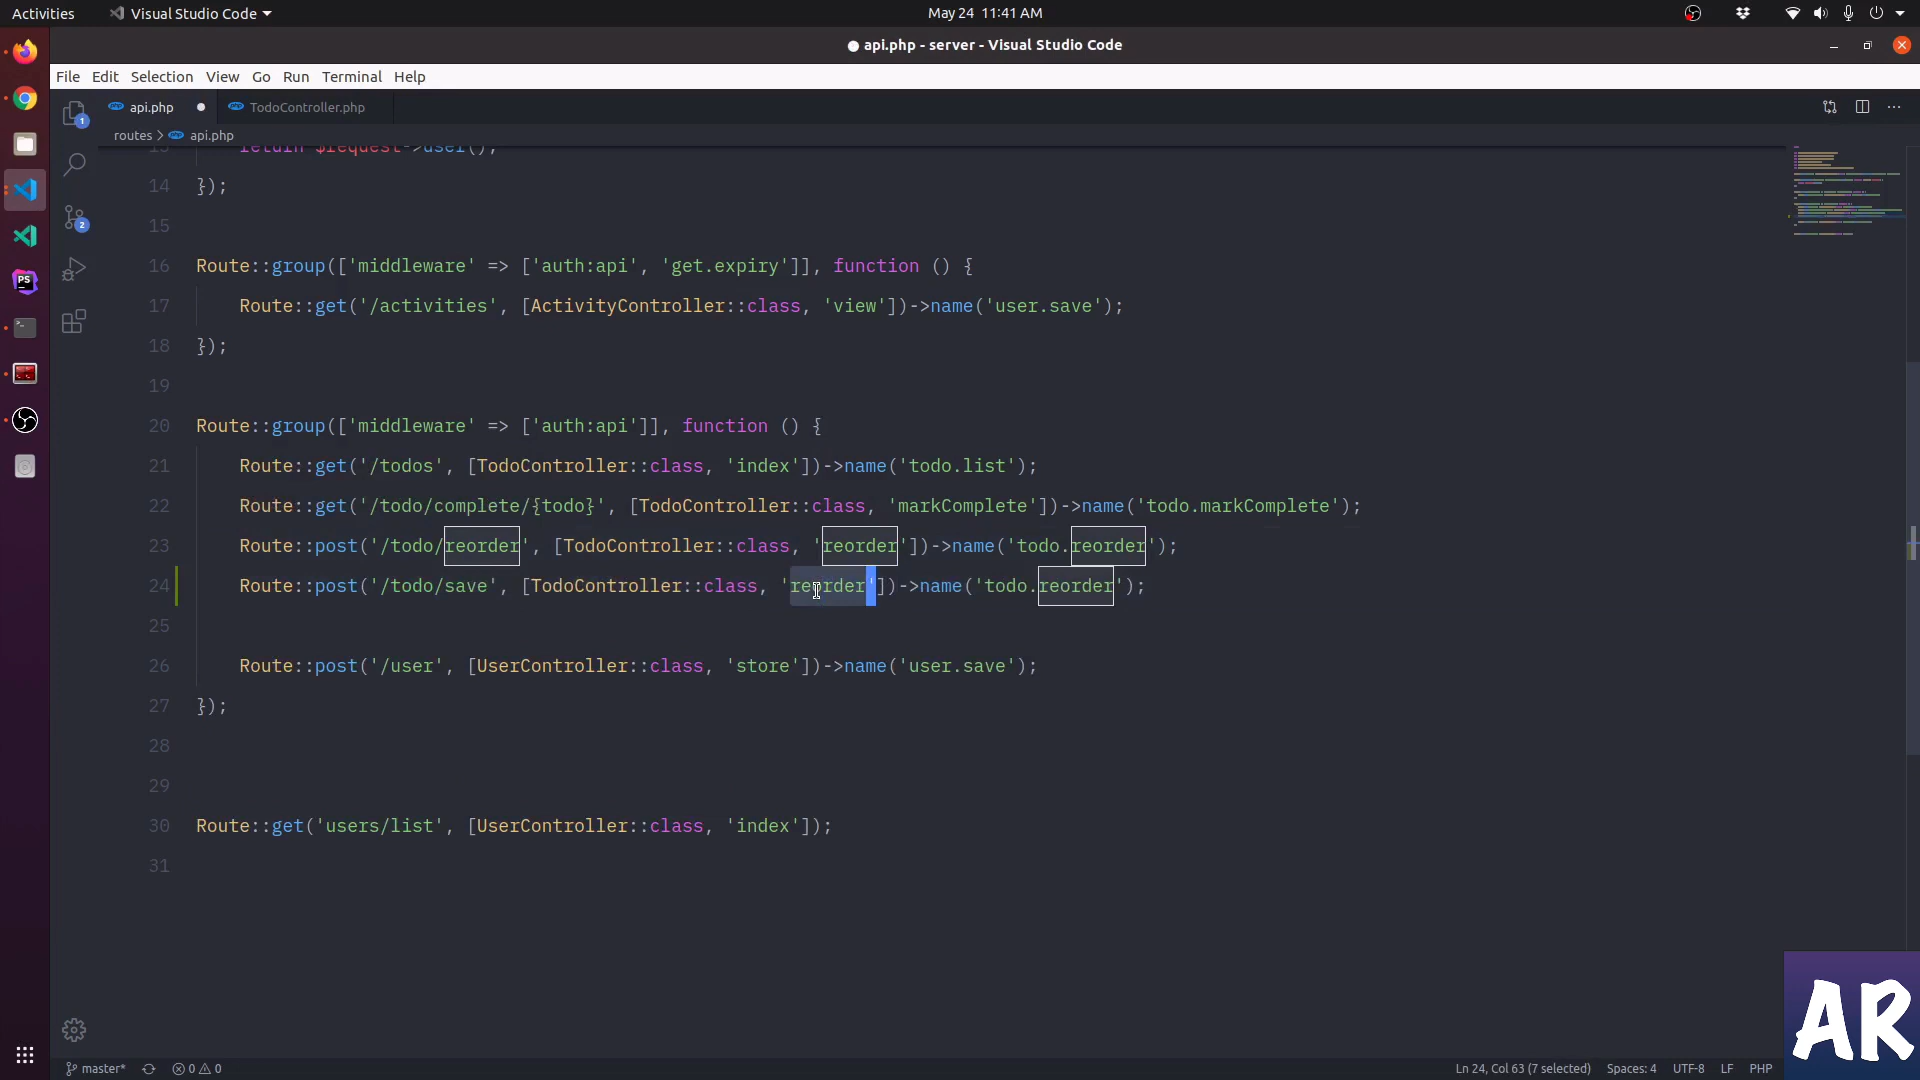 Activities Visual Studio Code May 24 11:41 AM
api.php - server - Visual Studio Code
File Edit Selection View Go Run Terminal Help
api.php TodoController.php
routes > api.php
13 return $request->user();
14 });
15
16 Route::group(['middleware' => ['auth:api', 'get.expiry']], function () {
17 Route::get('/activities', [ActivityController::class, 'view'])->name('user.save');
18 });
19
20 Route::group(['middleware' => ['auth:api']], function () {
21 Route::get('/todos', [TodoController::class, 'index'])->name('todo.list');
22 Route::get('/todo/complete/{todo}', [TodoController::class, 'markComplete'])->name('todo.markComplete');
23 Route::post('/todo/reorder', [TodoController::class, 'reorder'])->name('todo.reorder');
24 Route::post('/todo/save', [TodoController::class, 'reorder'])->name('todo.reorder');
25
26 Route::post('/user', [UserController::class, 'store'])->name('user.save');
27 });
28
29
30 Route::get('users/list', [UserController::class, 'index']);
31
1
2
PS
AR
master* 0 0 Ln 24, Col 63 (7 selected) Spaces: 4 UTF-8 LF PHP